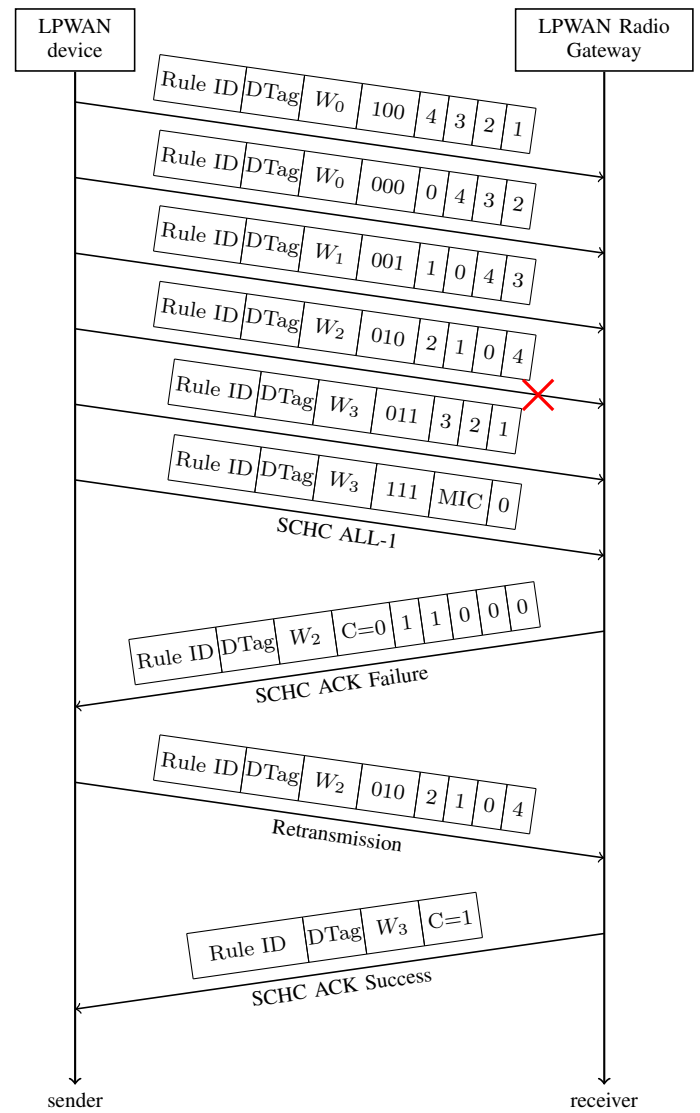 LPWAN device
LPWAN Radio Gateway
Rule ID DTag W₀ 100 4 3 2 1
Rule ID DTag W₀ 000 0 4 3 2
Rule ID DTag W₁ 001 1 0 4 3
Rule ID DTag W₂ 010 2 1 0 4
Rule ID DTag W₃ 011 3 2 1
Rule ID DTag W₃ 111 MIC 0
SCHC ALL-1
Rule ID DTag W₂ C=0 1 1 0 0 0
SCHC ACK Failure
Rule ID DTag W₂ 010 2 1 0 4
Retransmission
Rule ID DTag W₃ C=1
SCHC ACK Success
sender
receiver